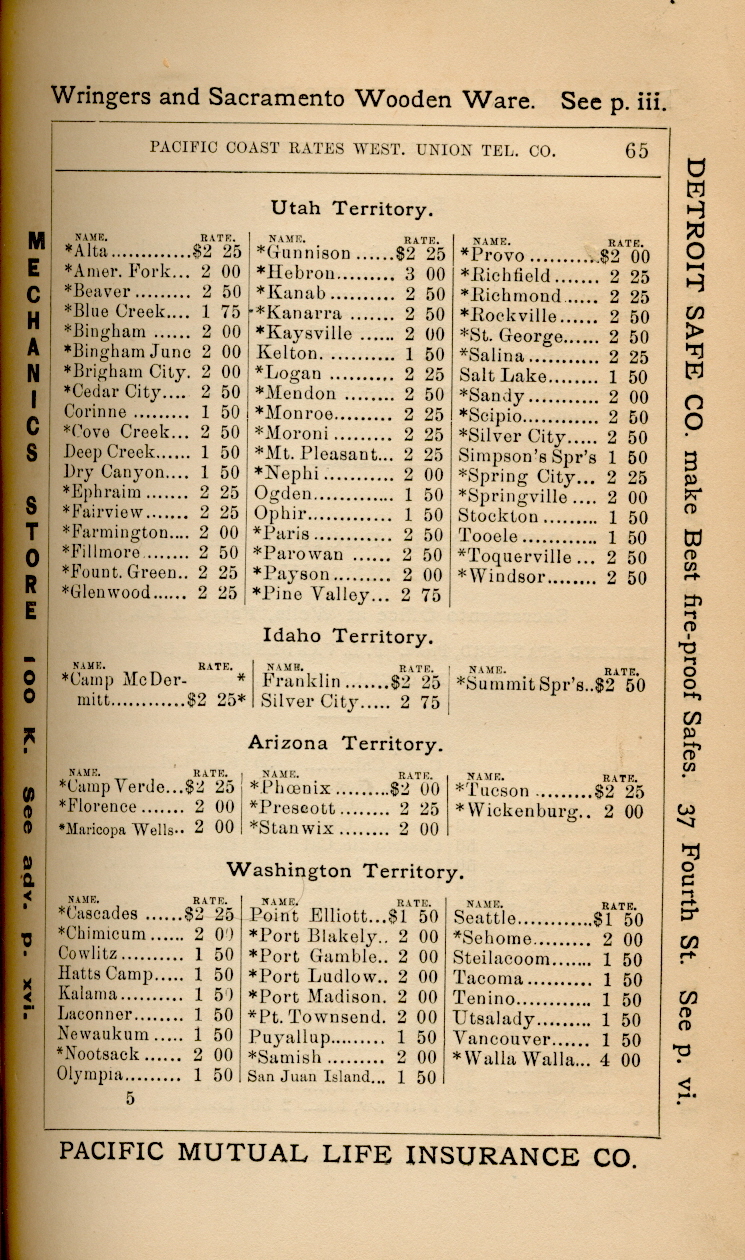 Wringers and Sacramento Wooden Ware. See p. iii.
PACIFIC COAST RATES WEST. UNION TEL. CO. 65
Utah Territory.
NAME. RATE.
*Alta............$2 25
*Amer. Fork... 2 00
*Beaver ......... 2 50
*Blue Creek.... 1 75
*Bingham ...... 2 00
*Bingham Junc 2 00
*Brigham City. 2 00
*Cedar City.... 2 50
Corinne ......... 1 50
*Cove Creek... 2 50
Deep Creek...... 1 50
Dry Canyon.... 1 50
*Ephraim ....... 2 25
*Fairview....... 2 25
*Farmington.... 2 00
*Fillmore ....... 2 50
*Fount. Green.. 2 25
*Glenwood...... 2 25
NAME. RATE.
*Gunnison ......$2 25
*Hebron......... 3 00
*Kanab .......... 2 50
*Kanarra ....... 2 50
*Kaysville ...... 2 00
Kelton. .......... 1 50
*Logan .......... 2 25
*Mendon ........ 2 50
*Monroe......... 2 25
*Moroni ......... 2 25
*Mt. Pleasant... 2 25
*Nephi ........... 2 00
Ogden............ 1 50
Ophir............ 1 50
*Paris ............ 2 50
*Parowan ...... 2 50
*Payson......... 2 00
*Pine Valley... 2 75
NAME. RATE.
*Provo ...........$2 00
*Richfield....... 2 25
*Richmond ..... 2 25
*Rockville...... 2 50
*St. George...... 2 50
*Salina........... 2 25
Salt Lake........ 1 50
*Sandy........... 2 00
*Scipio........... 2 50
*Silver City..... 2 50
Simpson's Spr's 1 50
*Spring City... 2 25
*Springville .... 2 00
Stockton ......... 1 50
Tooele ............ 1 50
*Toquerville ... 2 50
*Windsor........ 2 50
Idaho Territory.
NAME. RATE.
*Camp McDer- *
mitt............$2 25*
NAME. RATE.
Franklin .......$2 25
Silver City..... 2 75
NAME. RATE.
*Summit Spr's..$2 50
Arizona Territory.
NAME. RATE.
*Camp Verde...$2 25
*Florence ....... 2 00
*Maricopa Wells.. 2 00
NAME. RATE.
*Phœnix .........$2 00
*Prescott ........ 2 25
*Stanwix ........ 2 00
NAME. RATE.
*Tucson .........$2 25
*Wickenburg.. 2 00
Washington Territory.
NAME. RATE.
*Cascades ......$2 25
*Chimicum ...... 2 00
Cowlitz .......... 1 50
Hatts Camp..... 1 50
Kalama.......... 1 50
Laconner........ 1 50
Newaukum ..... 1 50
*Nootsack ...... 2 00
Olympia......... 1 50
NAME. RATE.
Point Elliott...$1 50
*Port Blakely.. 2 00
*Port Gamble.. 2 00
*Port Ludlow.. 2 00
*Port Madison. 2 00
*Pt. Townsend. 2 00
Puyallup......... 1 50
*Samish ......... 2 00
San Juan Island... 1 50
NAME. RATE.
Seattle...........$1 50
*Sehome......... 2 00
Steilacoom....... 1 50
Tacoma .......... 1 50
Tenino............ 1 50
Utsalady......... 1 50
Vancouver...... 1 50
*Walla Walla... 4 00
5
PACIFIC MUTUAL LIFE INSURANCE CO.
MECHANICS STORE 100 K. See adv. p. xvi.
DETROIT SAFE CO. make Best fire-proof Safes. 37 Fourth St. See p. vi.